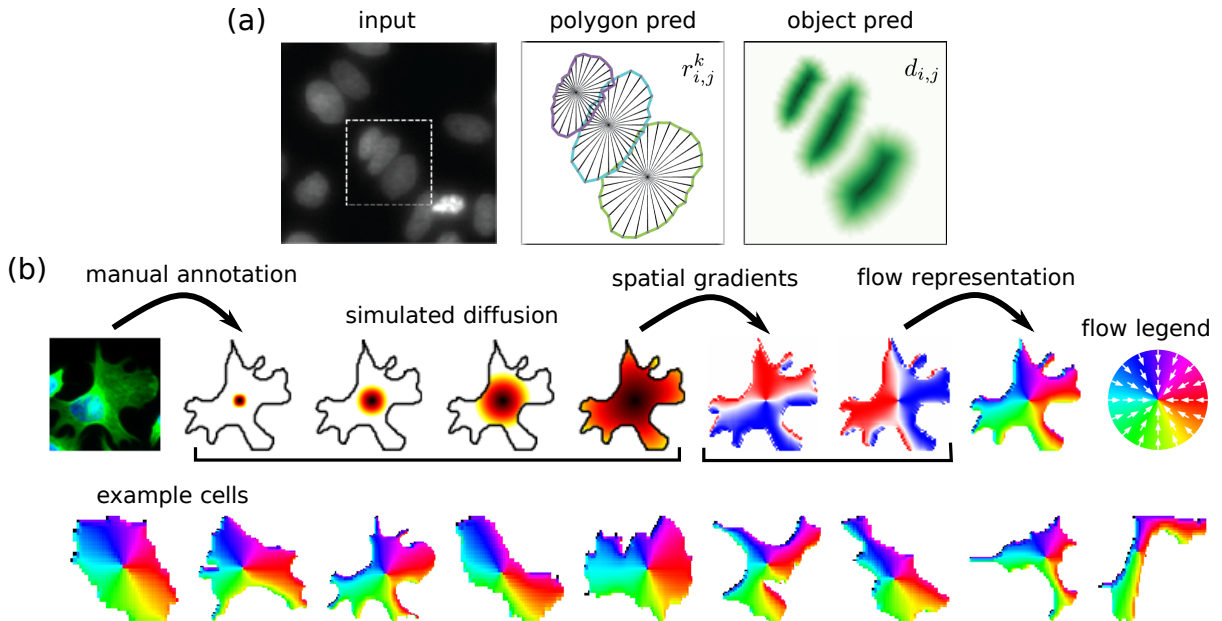 (a)
input
polygon pred
object pred
r^k_{i,j}
d_{i,j}
(b)
manual annotation
simulated diffusion
spatial gradients
flow representation
flow legend
example cells